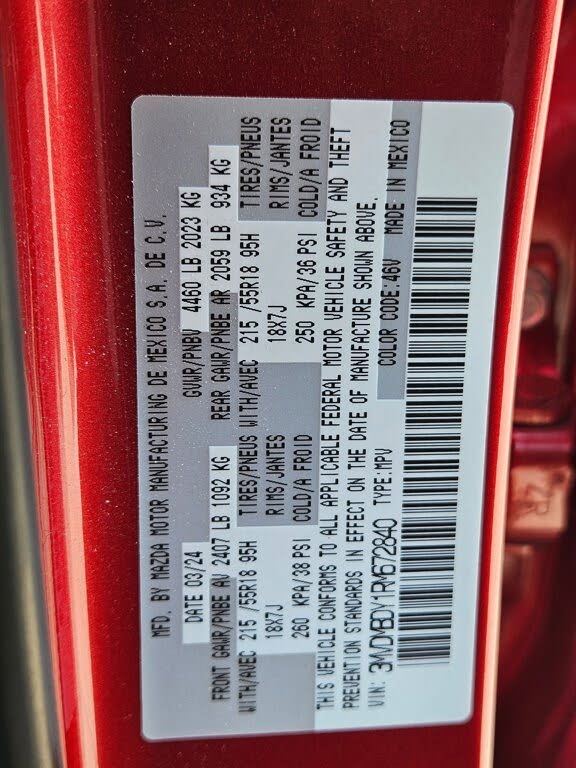 MFD. BY MAZDA MOTOR MANUFACTURING DE MEXICO S.A. DE C.V.
DATE 03/24 GVWR/PNBV 4460 LB 2023 KG
FRONT GAWR/PNBE AV 2407 LB 1092 KG REAR GAWR/PNBE AR 2059 LB 934 KG
WITH/AVEC 215 /55R18 95H TIRES/PNEUS WITH/AVEC 215 /55R18 95H TIRES/PNEUS
18X7J RIMS/JANTES 18X7J RIMS/JANTES
260 KPA/38 PSI COLD/A FROID 250 KPA/36 PSI COLD/A FROID
THIS VEHICLE CONFORMS TO ALL APPLICABLE FEDERAL MOTOR VEHICLE SAFETY AND THEFT
PREVENTION STANDARDS IN EFFECT ON THE DATE OF MANUFACTURE SHOWN ABOVE.
VIN: 3MVDMBDY1RM672840 TYPE:MPV COLOR CODE:46V MADE IN MEXICO